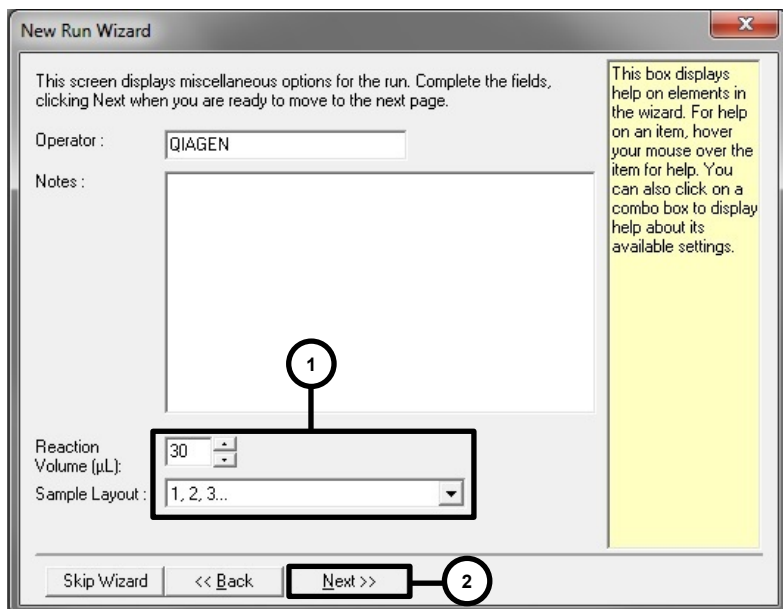 New Run Wizard
This screen displays miscellaneous options for the run. Complete the fields,
clicking Next when you are ready to move to the next page.
Operator :
QIAGEN
Notes :
This box displays
help on elements in
the wizard. For help
on an item, hover
your mouse over the
item for help. You
can also click on a
combo box to display
help about its
available settings.
1
Reaction
Volume (µL):
30
Sample Layout :
1, 2, 3...
Skip Wizard
<< Back
Next >>
2